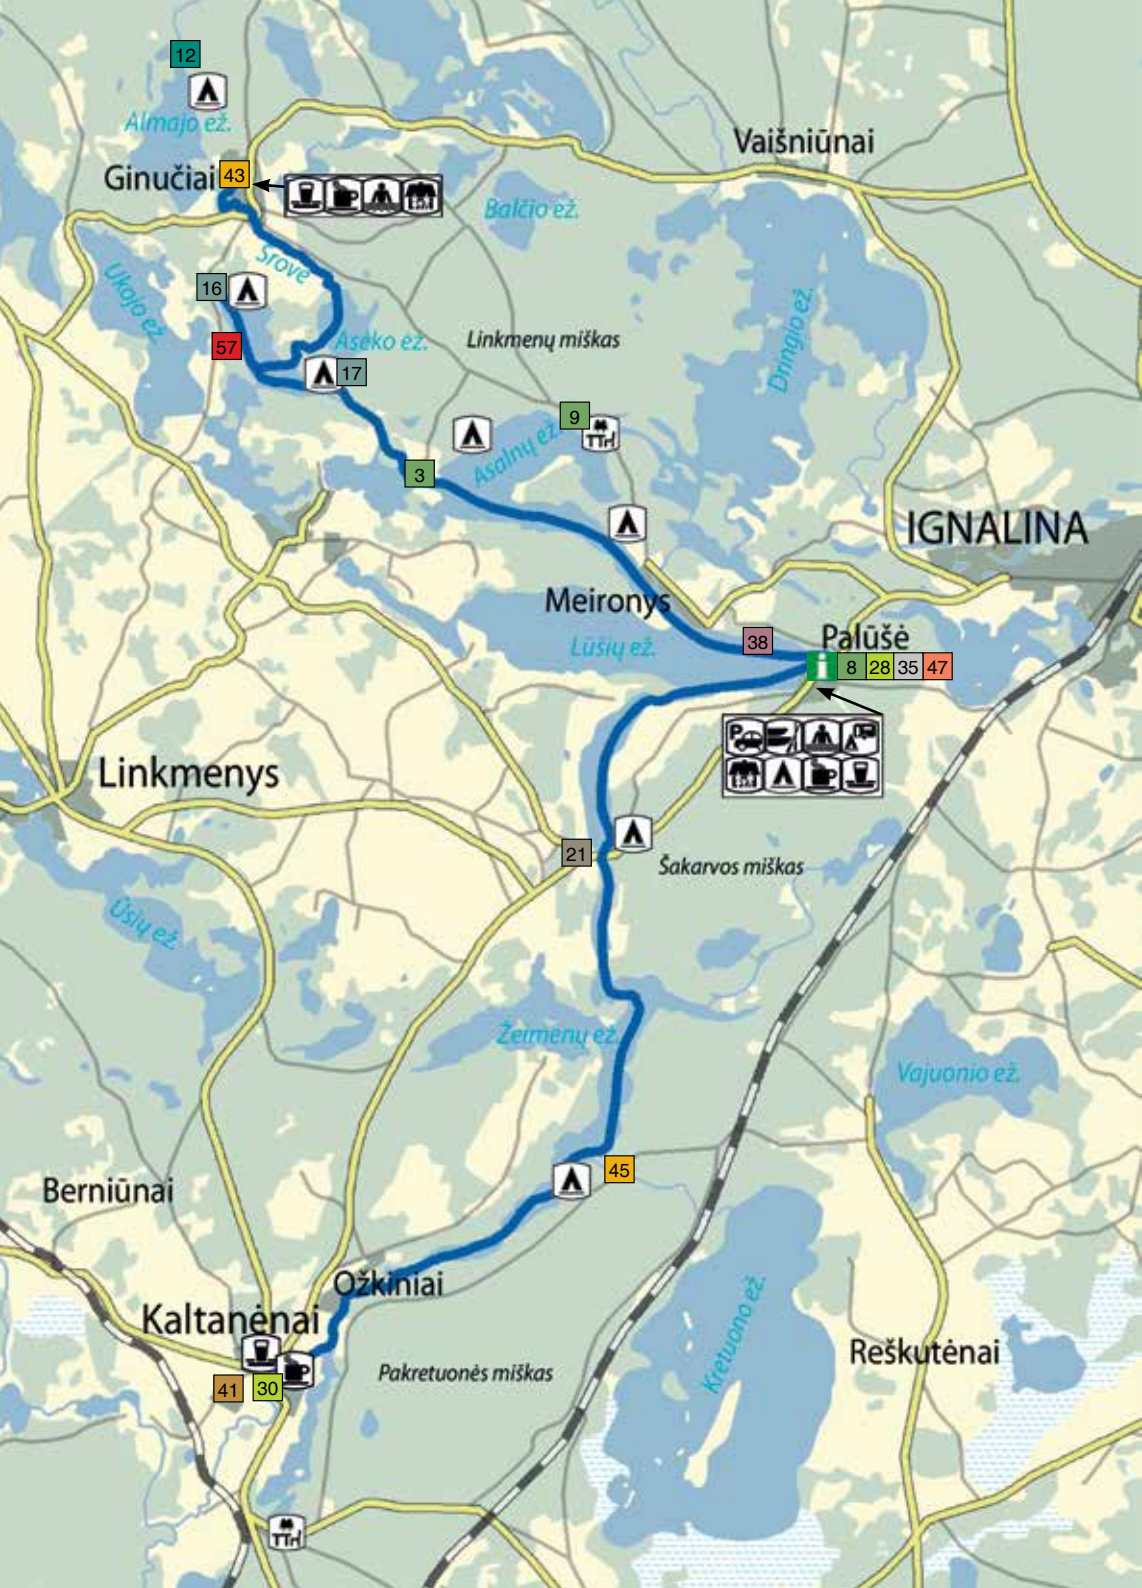 12
Almajo ež.
Vaišniūnai
Ginučiai
43
Balčio ež.
Srovė
Ukojo ež.
16
57
Asėko ež.
17
Linkmenų miškas
Dringio ež.
9
Asalnų ež.
3
IGNALINA
Meironys
Lūšių ež.
38
Palūšė
i
8
28
35
47
P
Linkmenys
21
Šakarvos miškas
Ūsių ež.
Žeimenų ež.
Vajuonio ež.
45
Berniūnai
Ožkiniai
Kaltanėnai
Kretuono ež.
Reškutėnai
Pakretuonės miškas
41
30